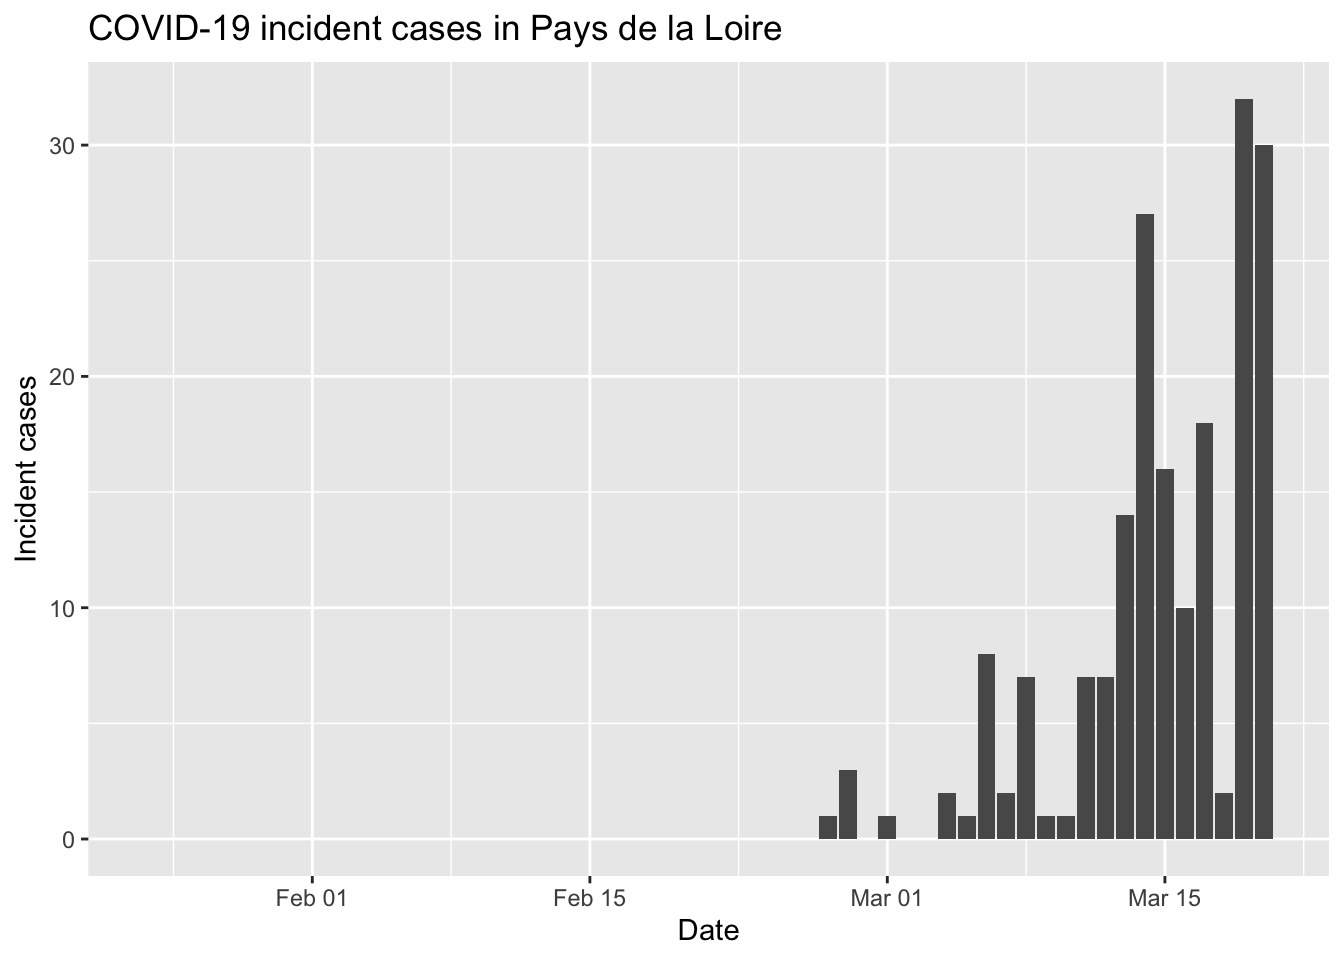 COVID-19 incident cases in Pays de la Loire
30
20
10
0
Incident cases
Feb 01
Feb 15
Mar 01
Mar 15
Date